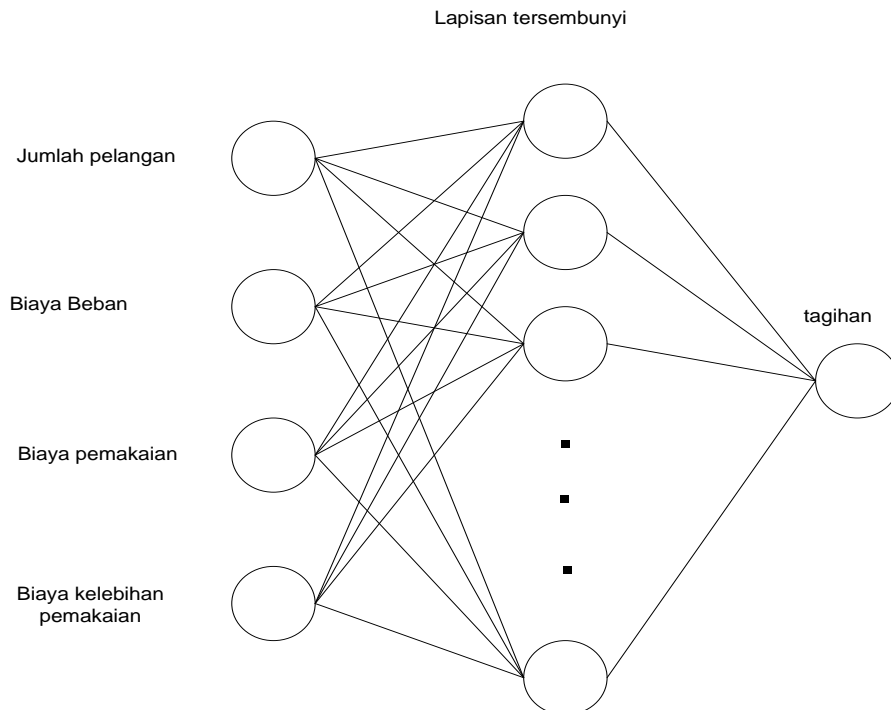 Lapisan tersembunyi
Jumlah pelangan
Biaya Beban
tagihan
Biaya pemakaian
Biaya kelebihan
pemakaian